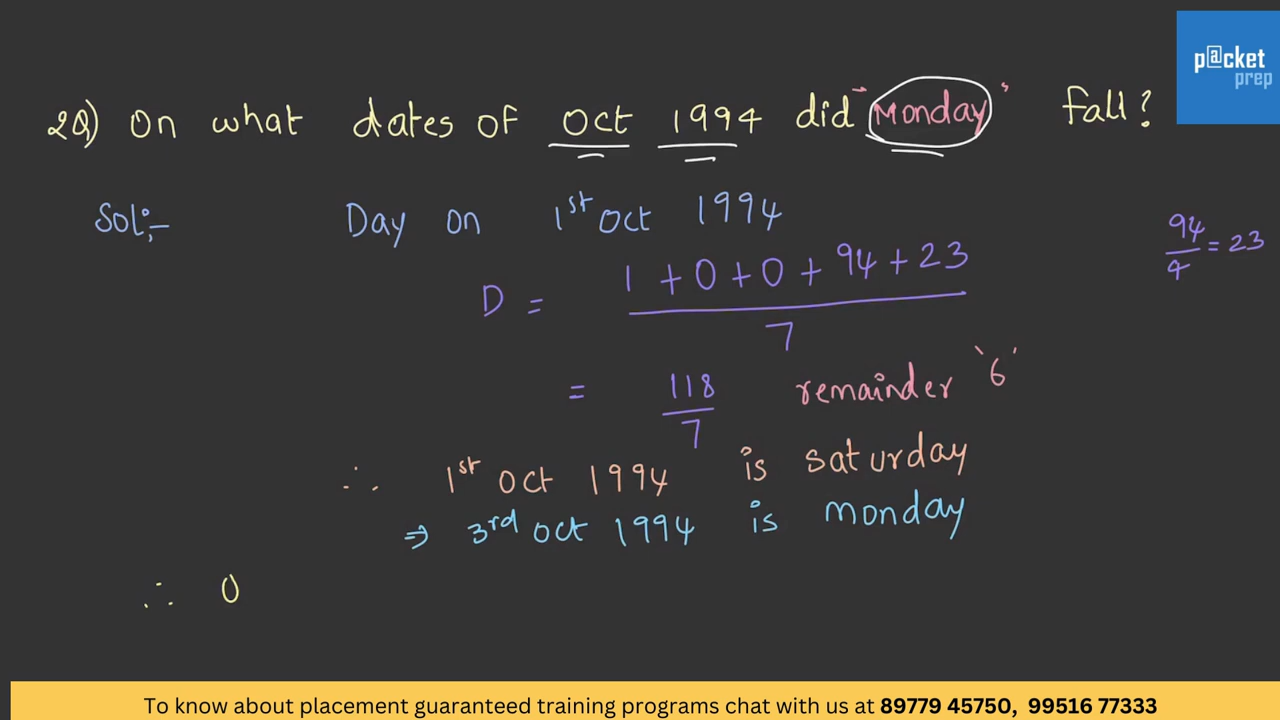 p@cket
prep
2Q) On what dates of Oct 1994 did "Monday" fall?
Sol:- Day on 1st Oct 1994
94/4 = 23
D = (1 + 0 + 0 + 94 + 23)/7
= 118/7 remainder '6'
∴ 1st Oct 1994 is saturday
⇒ 3rd Oct 1994 is monday
∴ O
To know about placement guaranteed training programs chat with us at 89779 45750, 99516 77333